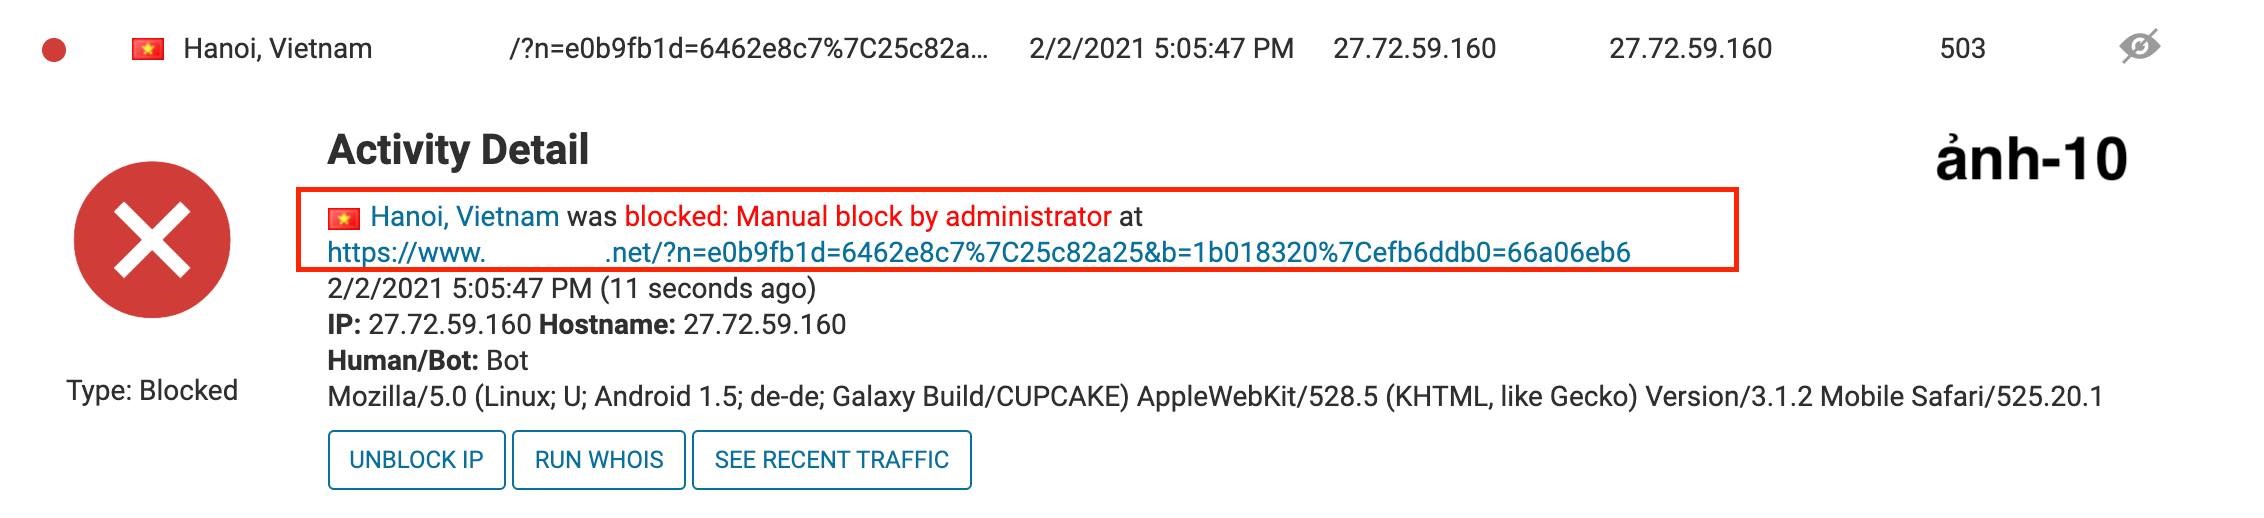 Hanoi, Vietnam /?n=e0b9fb1d=6462e8c7%7C25c82a... 2/2/2021 5:05:47 PM 27.72.59.160 27.72.59.160 503
Activity Detail
ảnh-10
Hanoi, Vietnam was blocked: Manual block by administrator at
https://www. .net/?n=e0b9fb1d=6462e8c7%7C25c82a25&b=1b018320%7Cefb6ddb0=66a06eb6
2/2/2021 5:05:47 PM (11 seconds ago)
IP: 27.72.59.160 Hostname: 27.72.59.160
Human/Bot: Bot
Type: Blocked
Mozilla/5.0 (Linux; U; Android 1.5; de-de; Galaxy Build/CUPCAKE) AppleWebKit/528.5 (KHTML, like Gecko) Version/3.1.2 Mobile Safari/525.20.1
UNBLOCK IP RUN WHOIS SEE RECENT TRAFFIC